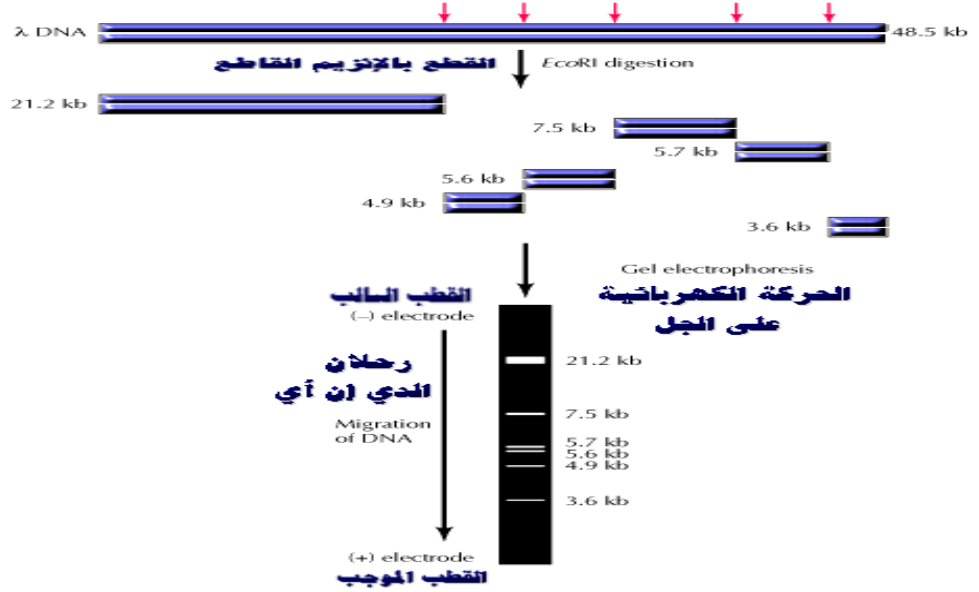 λ DNA
48.5 kb
القطع بالإنزيم القاطع
EcoRI digestion
21.2 kb
7.5 kb
5.7 kb
5.6 kb
4.9 kb
3.6 kb
Gel electrophoresis
القطب السالب
(–) electrode
الحركة الكهربائية
على الجل
رحلان
الدي إن أي
Migration
of DNA
21.2 kb
7.5 kb
5.7 kb
5.6 kb
4.9 kb
3.6 kb
(+) electrode
القطب الموجب